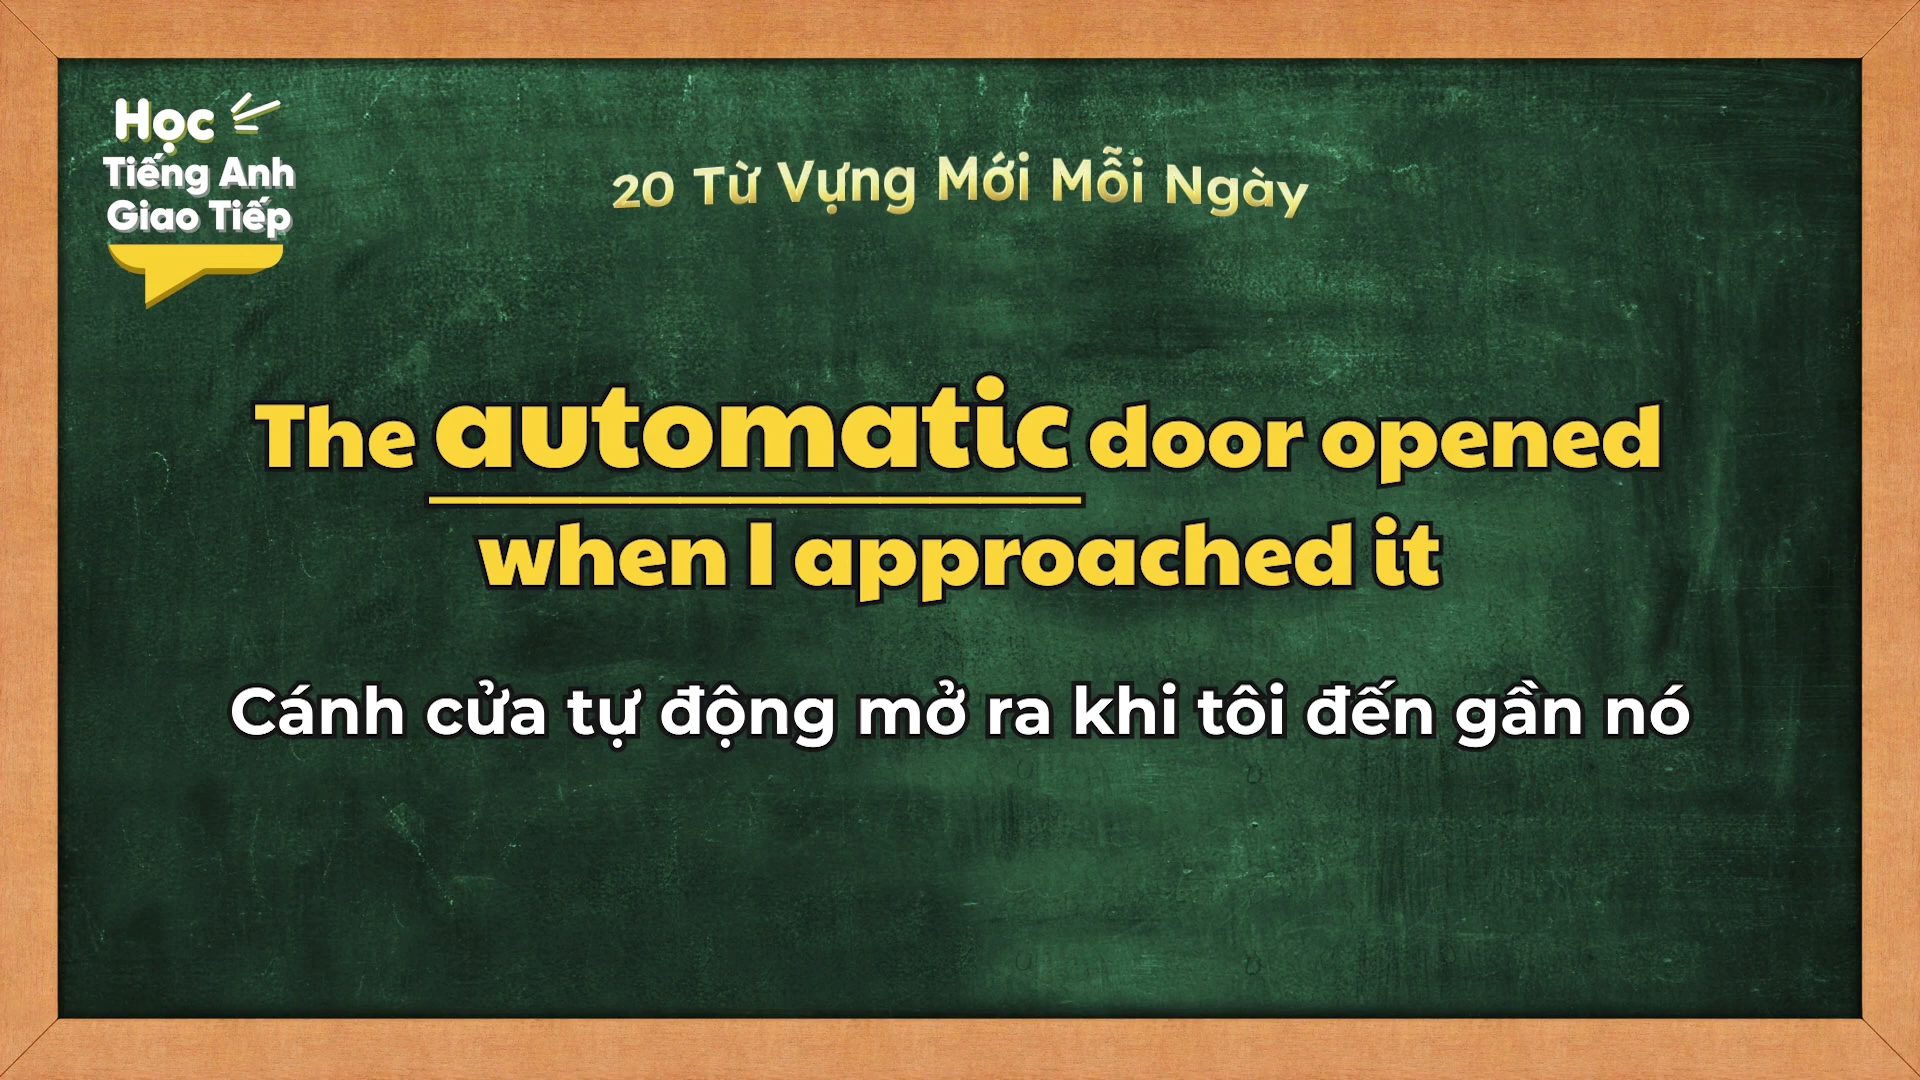 Học
Tiếng Anh
Giao Tiếp
20 Từ Vựng Mới Mỗi Ngày
The automatic door opened
when I approached it
Cánh cửa tự động mở ra khi tôi đến gần nó